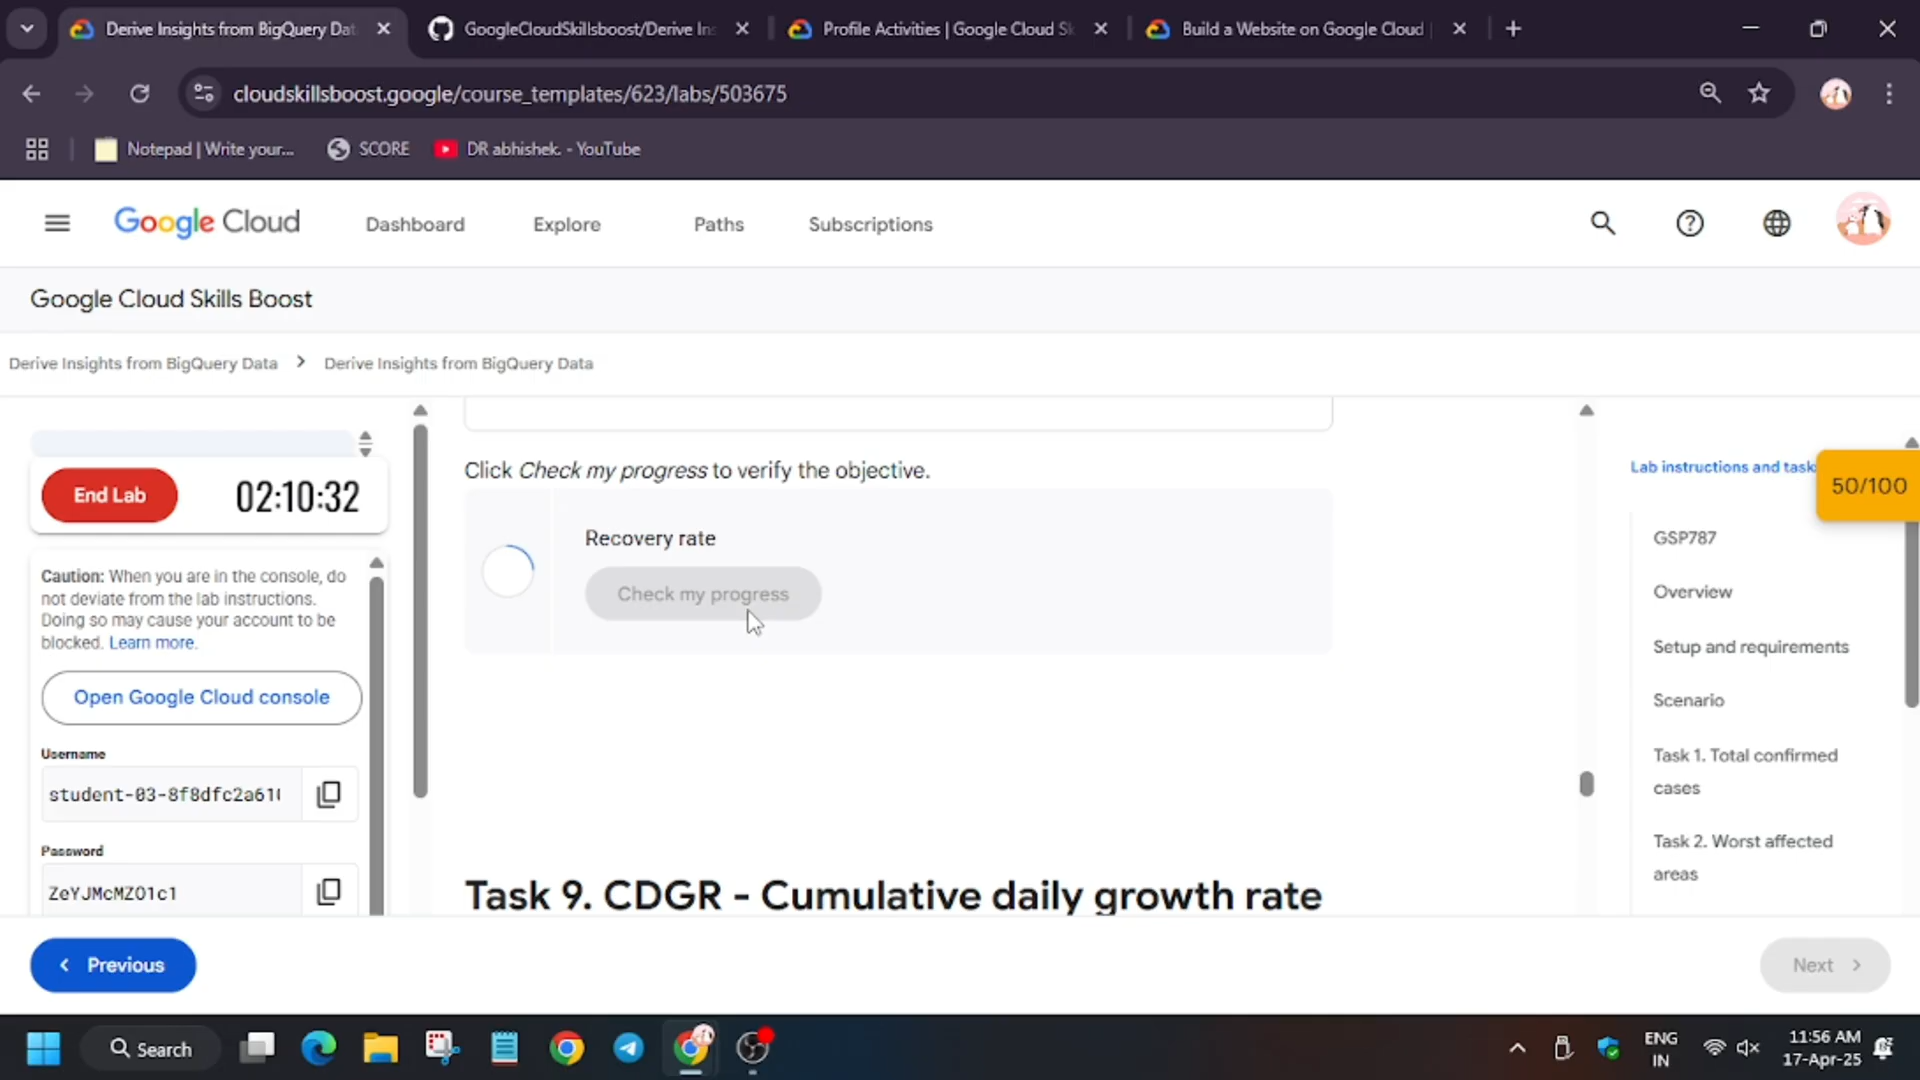 Derive Insights from BigQuery Dat
GoogleCloudSkillsboost/Derive In
Profile Activities | Google Cloud Sk
Build a Website on Google Cloud |
cloudskillsboost.google/course_templates/623/labs/503675
Notepad | Write your...
SCORE
DR abhishek. - YouTube
Google Cloud
Dashboard
Explore
Paths
Subscriptions
Google Cloud Skills Boost
Derive Insights from BigQuery Data > Derive Insights from BigQuery Data
End Lab
02:10:32
Caution: When you are in the console, do
not deviate from the lab instructions.
Doing so may cause your account to be
blocked. Learn more.
Open Google Cloud console
Username
student-03-8f8dfc2a61
Password
ZeYJMcMZO1c1
Click Check my progress to verify the objective.
Recovery rate
Check my progress
Task 9. CDGR - Cumulative daily growth rate
Lab instructions and task
50/100
GSP787
Overview
Setup and requirements
Scenario
Task 1. Total confirmed
cases
Task 2. Worst affected
areas
Previous
Next
Search
ENG
IN
11:56 AM
17-Apr-25